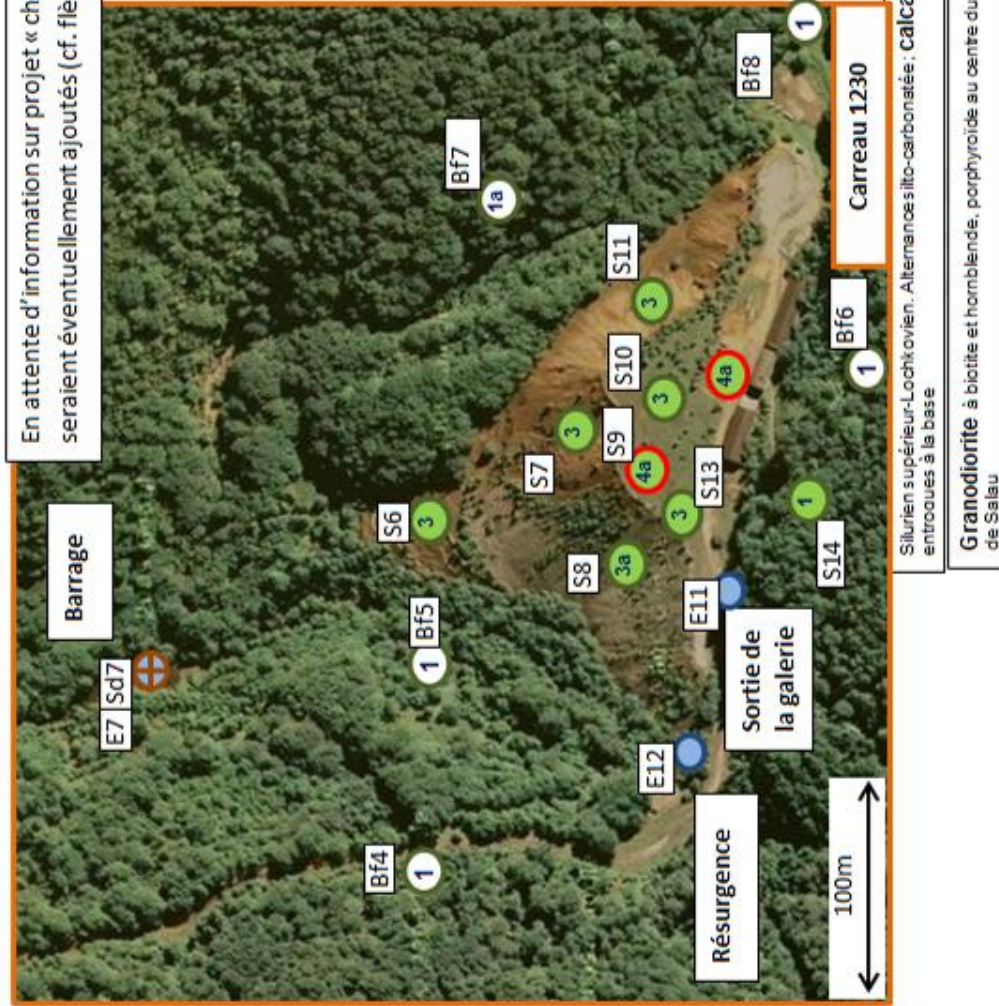 En attente d'information sur projet « ch
seraient éventuellement ajoutés (cf. flè
Barrage
E7 Sd7
Bf7
1a
Bf8
1
Bf4
1
Bf5
1
S6
3
S7
3
S8
3a
S9
4a
S10
3
S11
3
4a
S13
3
E11
E12
S14
1
Bf6
1
Carreau 1230
Sortie de
la galerie
Résurgence
100m
Silurien supérieur-Lochkovien. Alternance silto-carbonatée; Calca
entroques à la base
Granodiorite à biotite et hornblende, porphyroïde au centre du
de Salau